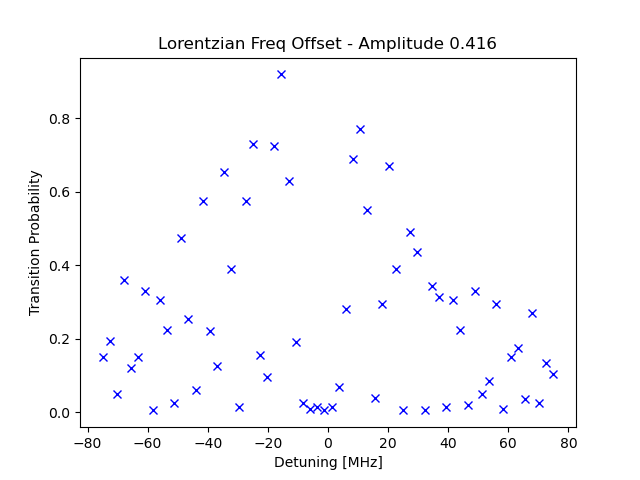 Lorentzian Freq Offset - Amplitude 0.416
Transition Probability
0.8
0.6
0.4
0.2
0.0
−80 −60 −40 −20 0 20 40 60 80
Detuning [MHz]